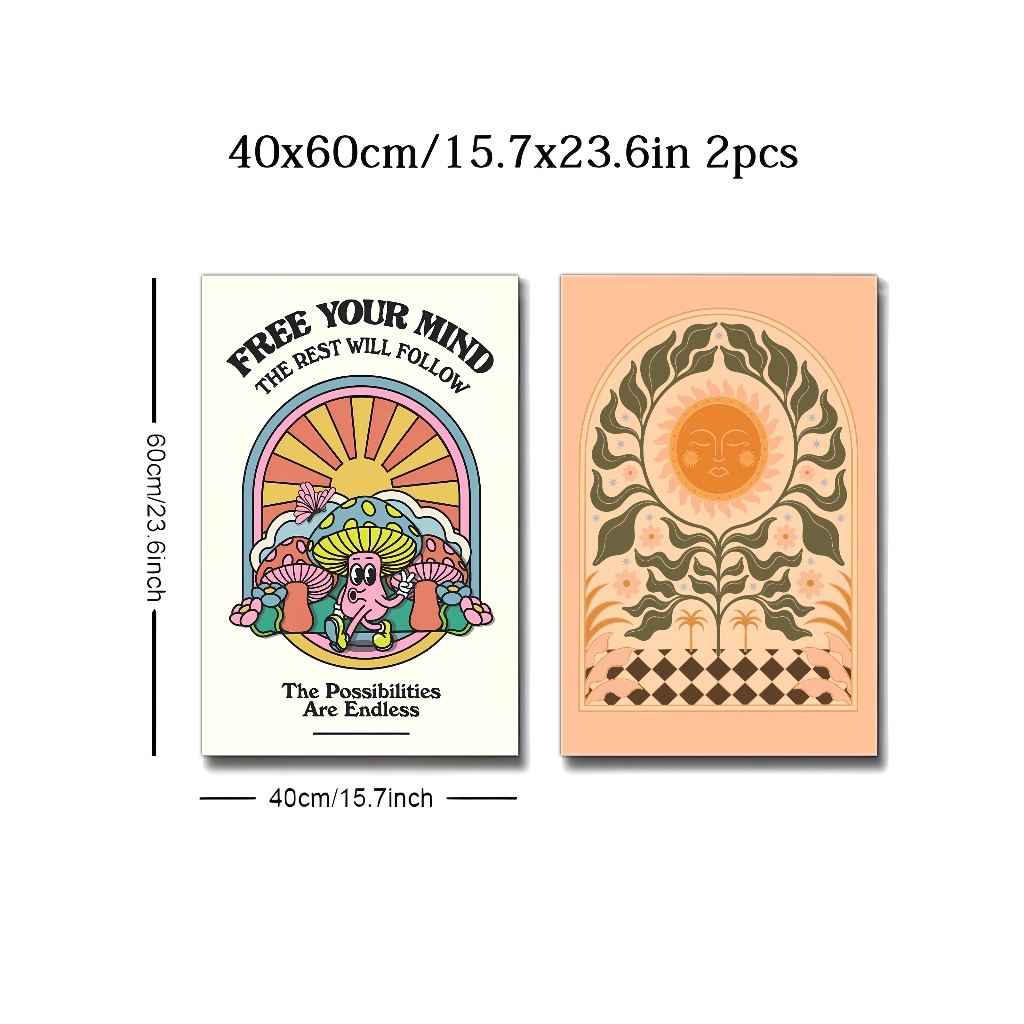 40x60cm/15.7x23.6in 2pcs
FREE YOUR MIND
THE REST WILL FOLLOW
The Possibilities
Are Endless
60cm/23.6inch
40cm/15.7inch